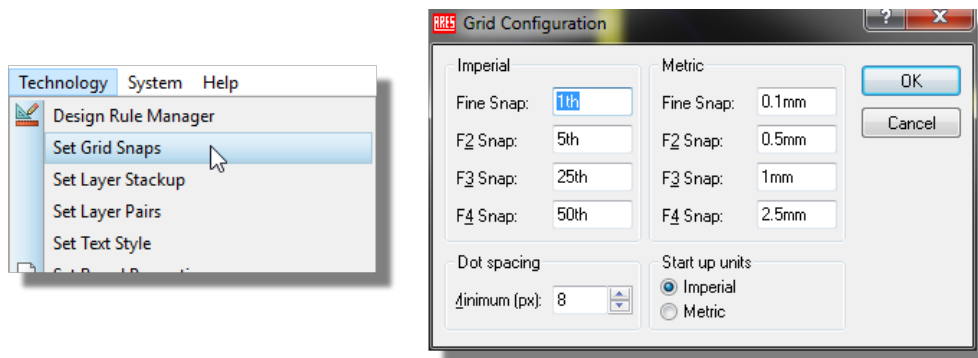 Technology System Help
Design Rule Manager
Set Grid Snaps
Set Layer Stackup
Set Layer Pairs
Set Text Style
ARES Grid Configuration
Imperial
Fine Snap: 1th
F2 Snap: 5th
F3 Snap: 25th
F4 Snap: 50th
Metric
Fine Snap: 0.1mm
F2 Snap: 0.5mm
F3 Snap: 1mm
F4 Snap: 2.5mm
OK
Cancel
Dot spacing
(px): 8
Start up units
Imperial
Metric